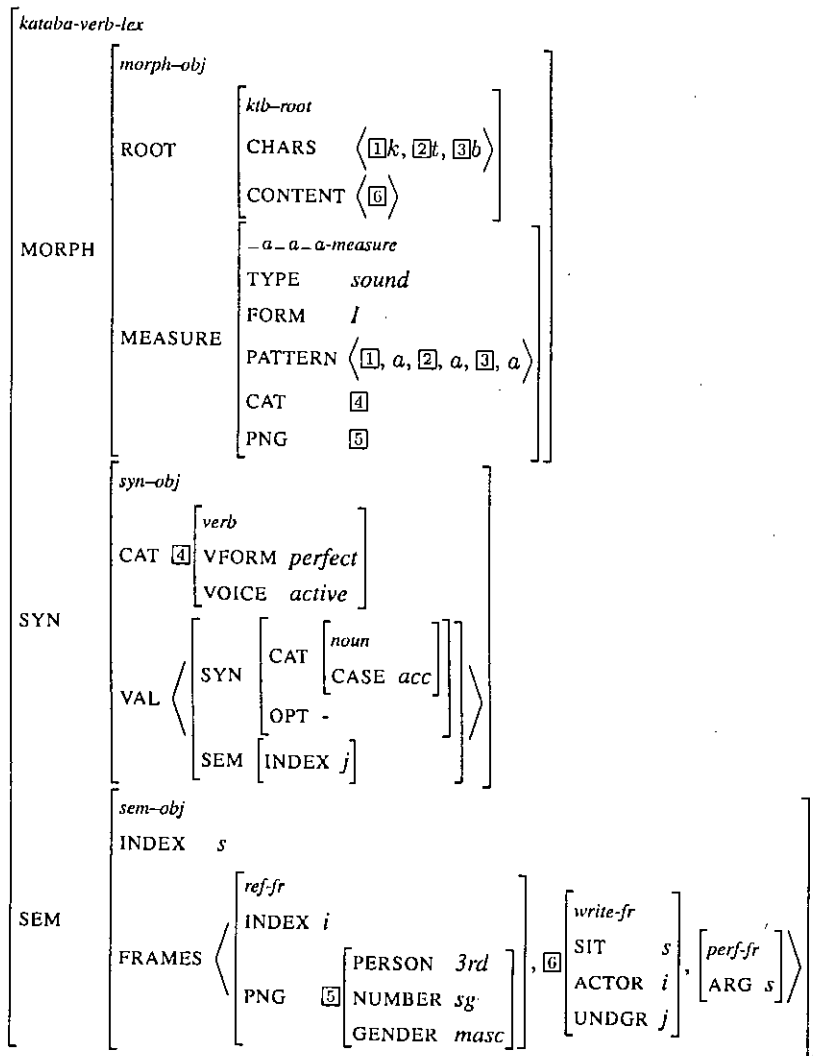 kataba-verb-lex
morph–obj
ktb–root
ROOT CHARS ⟨[1]k, [2]t, [3]b⟩
CONTENT ⟨[6]⟩
MORPH
_a_a_a-measure
TYPE sound
FORM I
MEASURE PATTERN ⟨[1], a, [2], a, [3], a⟩
CAT [4]
PNG [5]
syn–obj
verb
CAT [4] VFORM perfect
VOICE active
SYN
noun
SYN CAT CASE acc
VAL OPT -
SEM [INDEX j]
sem–obj
INDEX s
ref-fr
SEM INDEX i
FRAMES PNG [5] PERSON 3rd
NUMBER sg
GENDER masc
, [6] write-fr
SIT s
ACTOR i
UNDGR j
, perf-fr
ARG s